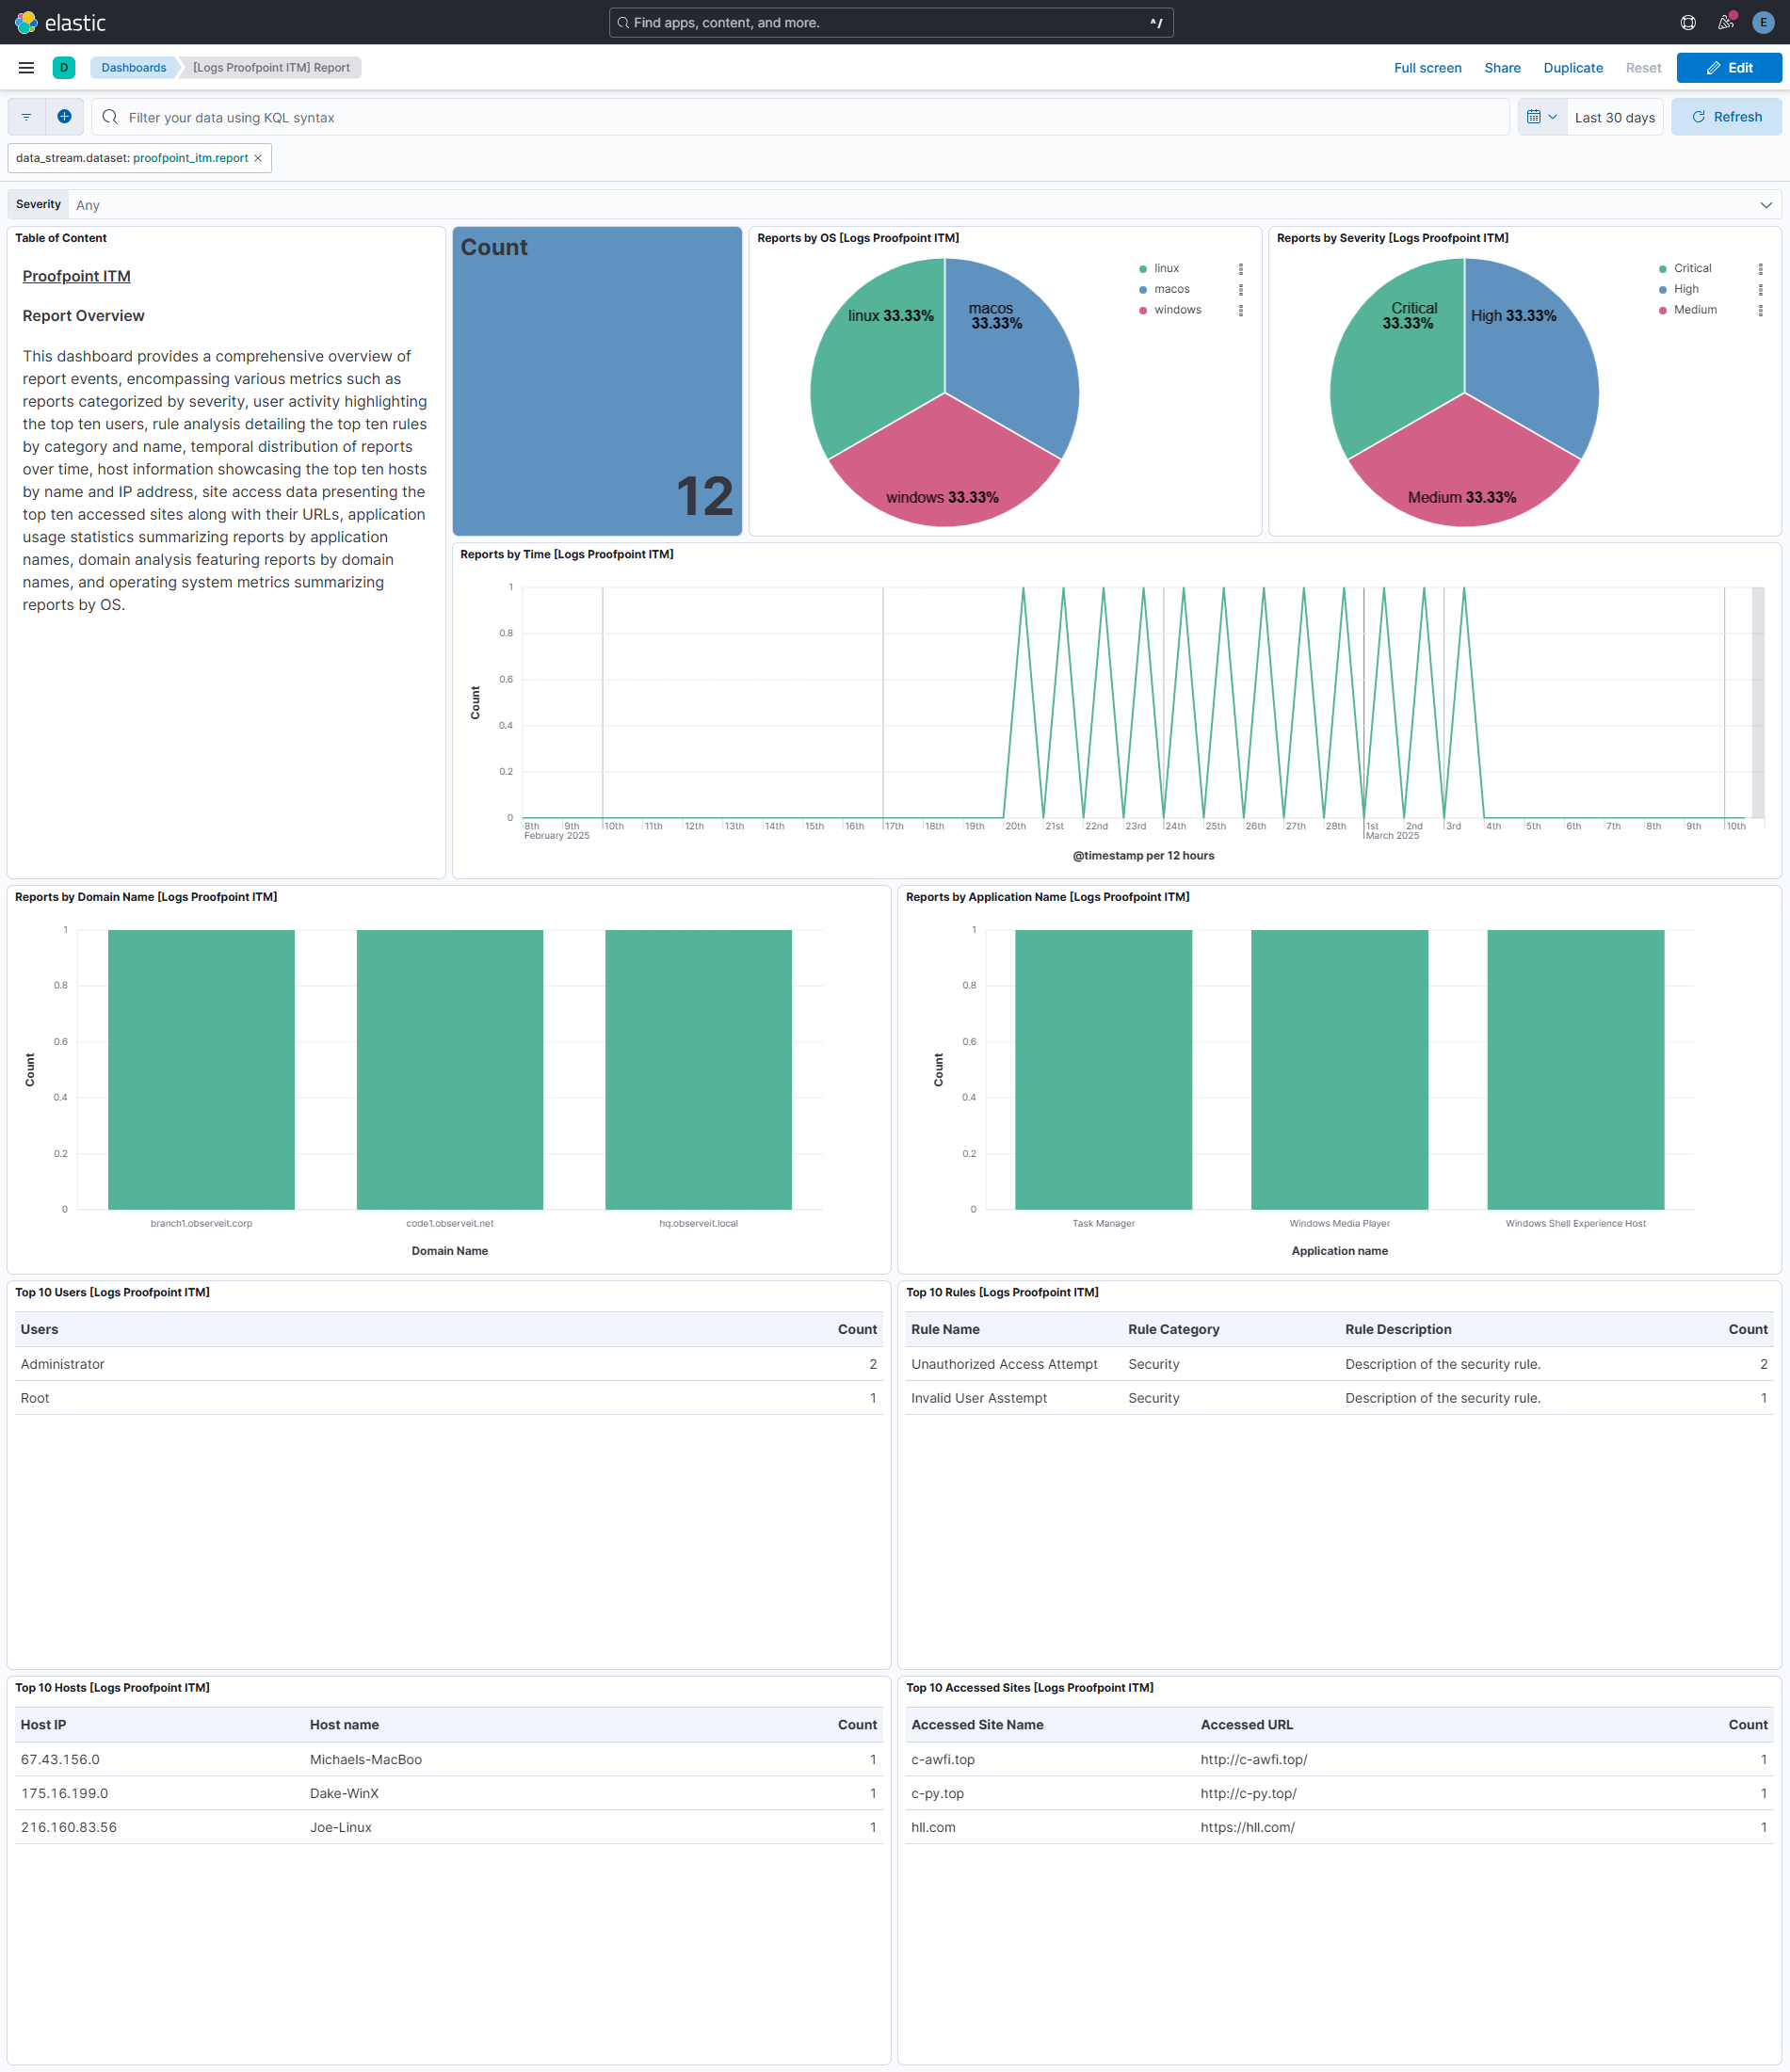 elastic
Find apps, content, and more.
^/
E
D
Dashboards
[Logs Proofpoint ITM] Report
Full screen
Share
Duplicate
Reset
Edit
Filter your data using KQL syntax
Last 30 days
Refresh
data_stream.dataset: proofpoint_itm.report
Severity
Any
Table of Content
Proofpoint ITM
Report Overview
This dashboard provides a comprehensive overview of
report events, encompassing various metrics such as
reports categorized by severity, user activity highlighting
the top ten users, rule analysis detailing the top ten rules
by category and name, temporal distribution of reports
over time, host information showcasing the top ten hosts
by name and IP address, site access data presenting the
top ten accessed sites along with their URLs, application
usage statistics summarizing reports by application
names, domain analysis featuring reports by domain
names, and operating system metrics summarizing
reports by OS.
Count
12
Reports by OS [Logs Proofpoint ITM]
linux 33.33%
macos
33.33%
windows 33.33%
linux
macos
windows
Reports by Severity [Logs Proofpoint ITM]
Critical
33.33%
High 33.33%
Medium 33.33%
Critical
High
Medium
Reports by Time [Logs Proofpoint ITM]
1
0.8
0.6
0.4
0.2
0
Count
8th 9th 10th 11th 12th 13th 14th 15th 16th 17th 18th 19th 20th 21st 22nd 23rd 24th 25th 26th 27th 28th 1st 2nd 3rd 4th 5th 6th 7th 8th 9th 10th
February 2025 March 2025
@timestamp per 12 hours
Reports by Domain Name [Logs Proofpoint ITM]
1
0.8
0.6
0.4
0.2
0
Count
branch1.observeit.corp code1.observeit.net hq.observeit.local
Domain Name
Reports by Application Name [Logs Proofpoint ITM]
1
0.8
0.6
0.4
0.2
0
Count
Task Manager Windows Media Player Windows Shell Experience Host
Application name
Top 10 Users [Logs Proofpoint ITM]
Users Count
Administrator 2
Root 1
Top 10 Rules [Logs Proofpoint ITM]
Rule Name Rule Category Rule Description Count
Unauthorized Access Attempt Security Description of the security rule. 2
Invalid User Asstempt Security Description of the security rule. 1
Top 10 Hosts [Logs Proofpoint ITM]
Host IP Host name Count
67.43.156.0 Michaels-MacBoo 1
175.16.199.0 Dake-WinX 1
216.160.83.56 Joe-Linux 1
Top 10 Accessed Sites [Logs Proofpoint ITM]
Accessed Site Name Accessed URL Count
c-awfi.top http://c-awfi.top/ 1
c-py.top http://c-py.top/ 1
hll.com https://hll.com/ 1